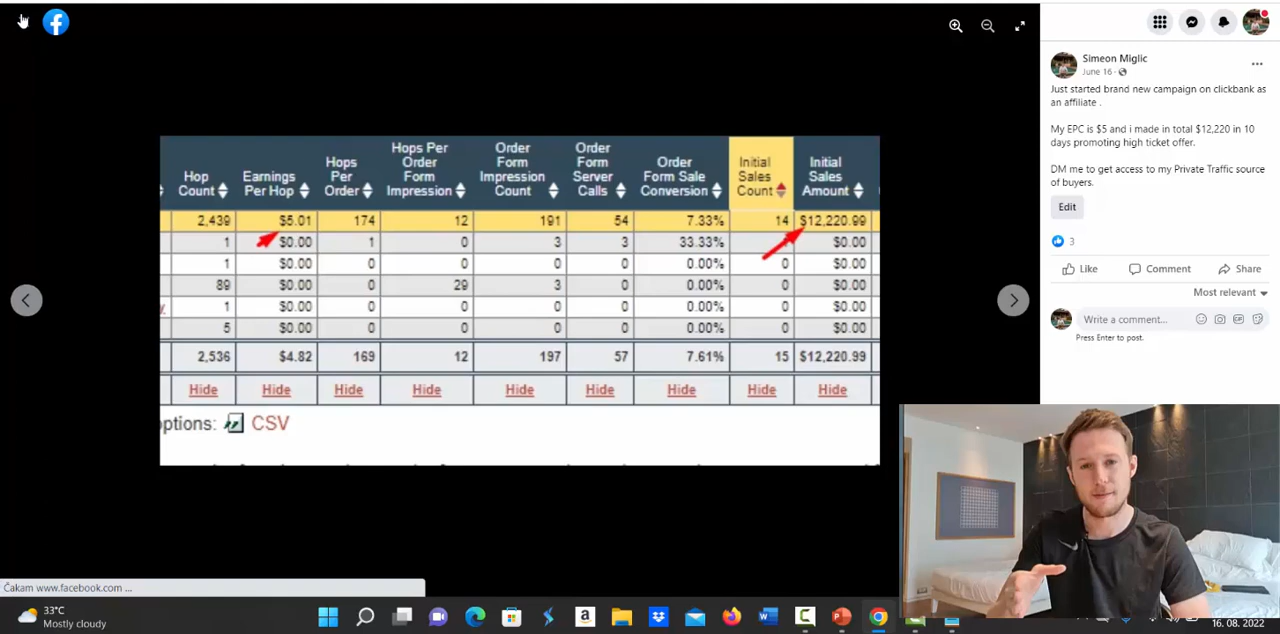 Hop Count
Earnings Per Hop
Hops Per Order
Hops Per Order Form Impression
Order Form Impression Count
Order Form Server Calls
Order Form Sale Conversion
Initial Sales Count
Initial Sales Amount
2,439 $5.01 174 12 191 54 7.33% 14 $12,220.99
1 $0.00 1 0 3 3 33.33% 0 $0.00
1 $0.00 0 0 0 0 0.00% 0 $0.00
89 $0.00 0 29 3 0 0.00% 0 $0.00
1 $0.00 0 0 0 0 0.00% 0 $0.00
5 $0.00 0 0 0 0 0.00% 0 $0.00
2,536 $4.82 169 12 197 57 7.61% 15 $12,220.99
Hide Hide Hide Hide Hide Hide Hide Hide Hide
ptions: CSV
Simeon Miglic
June 16
Just started brand new campaign on clickbank as
an affiliate .
My EPC is $5 and i made in total $12,220 in 10
days promoting high ticket offer.
DM me to get access to my Private Traffic source
of buyers.
Edit
3
Like Comment Share
Most relevant
Write a comment...
Press Enter to post.
Čakam www.facebook.com ...
33°C
Mostly cloudy
16. 08. 2022